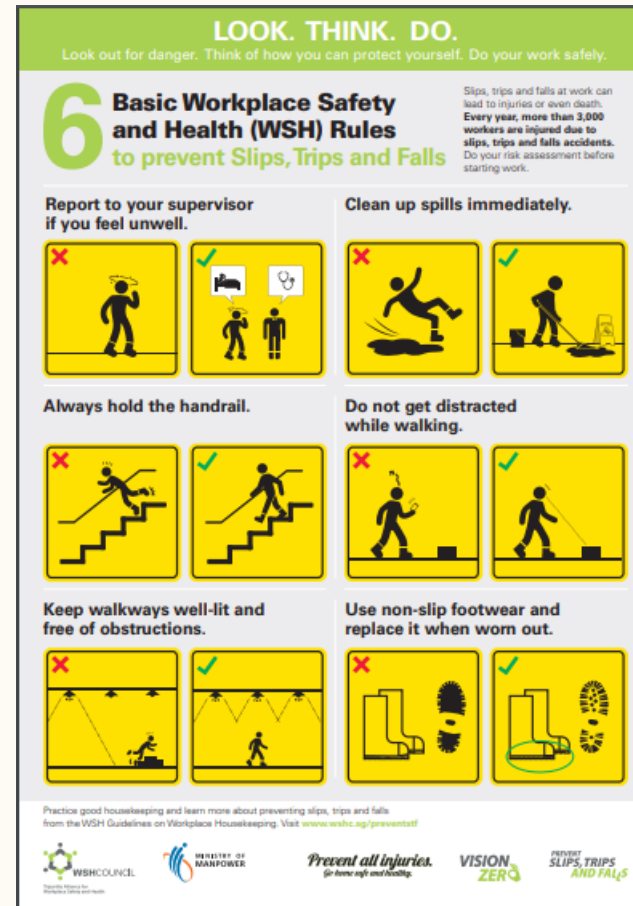 LOOK. THINK. DO.
Look out for danger. Think of how you can protect yourself. Do your work safely.
6
Basic Workplace Safety
and Health (WSH) Rules
to prevent Slips, Trips and Falls
Slips, trips and falls at work can
lead to injuries or even death.
Every year, more than 3,000
workers are injured due to
slips, trips and falls accidents.
Do your risk assessment before
starting work.
Report to your supervisor
if you feel unwell.
Clean up spills immediately.
Always hold the handrail.
Do not get distracted
while walking.
Keep walkways well-lit and
free of obstructions.
Use non-slip footwear and
replace it when worn out.
Practice good housekeeping and learn more about preventing slips, trips and falls
from the WSH Guidelines on Workplace Housekeeping. Visit www.wshc.sg/preventstf
WSHCOUNCIL
Tripartite Alliance for
Workplace Safety and Health
MINISTRY OF
MANPOWER
Prevent all injuries.
Go home safe and healthy.
VISION
ZERO
PREVENT
SLIPS, TRIPS
AND FALLS